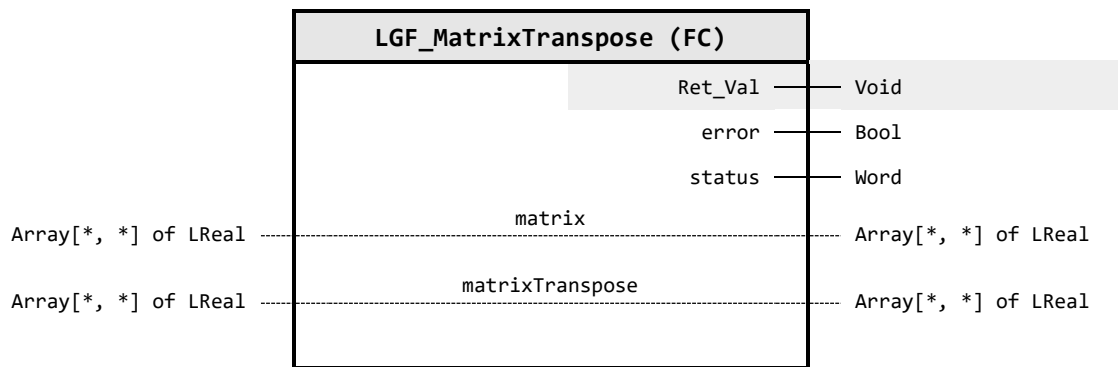 LGF_MatrixTranspose (FC)
Ret_Val Void
error Bool
status Word
matrix
Array[*, *] of LReal Array[*, *] of LReal
matrixTranspose
Array[*, *] of LReal Array[*, *] of LReal